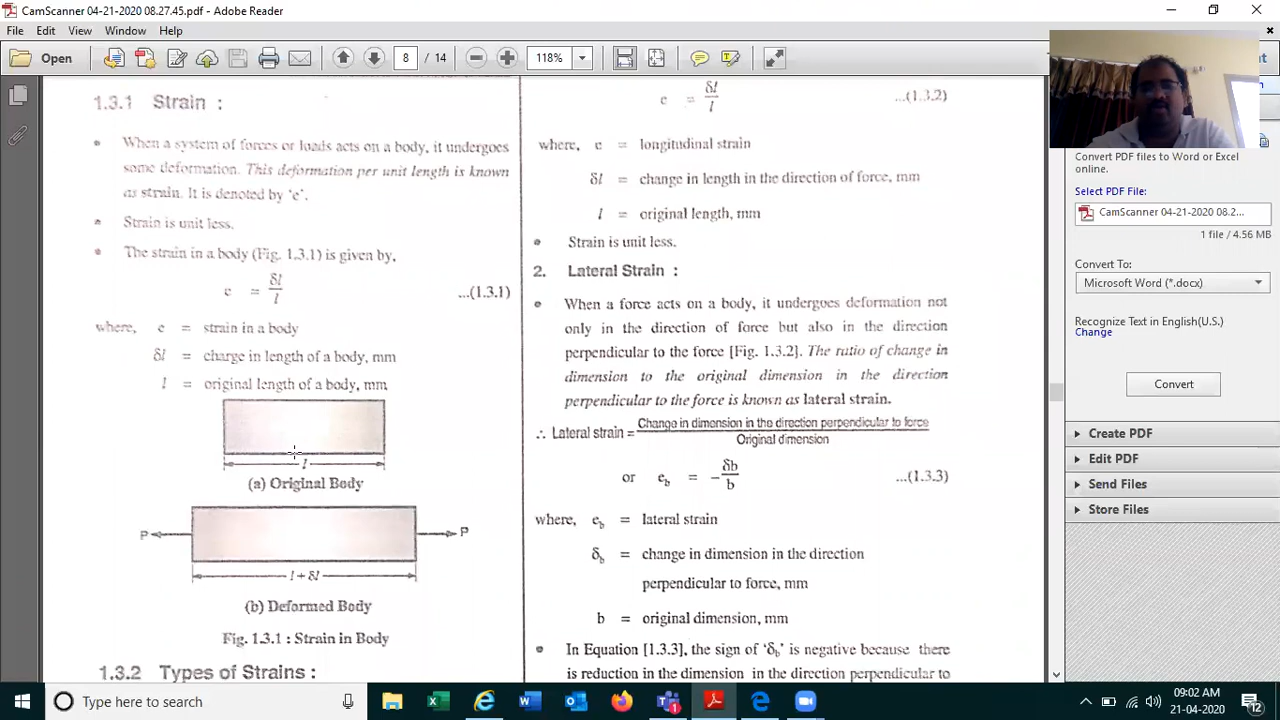 CamScanner 04-21-2020 08.27.45.pdf - Adobe Reader
File Edit View Window Help
Open
8 / 14
118%
1.3.1 Strain :
When a system of forces or loads acts on a body, it undergoes
some deformation. This deformation per unit length is known
as strain. It is denoted by 'e'.
Strain is unit less.
The strain in a body (Fig. 1.3.1) is given by,
e = δl/l ...(1.3.1)
where, e = strain in a body
δl = charge in length of a body, mm
l = original length of a body, mm
l
(a) Original Body
P P
l + δl
(b) Deformed Body
Fig. 1.3.1 : Strain in Body
1.3.2 Types of Strains :
e = δl/l ...(1.3.2)
where, e = longitudinal strain
δl = change in length in the direction of force, mm
l = original length, mm
Strain is unit less.
2. Lateral Strain :
When a force acts on a body, it undergoes deformation not
only in the direction of force but also in the direction
perpendicular to the force [Fig. 1.3.2]. The ratio of change in
dimension to the original dimension in the direction
perpendicular to the force is known as lateral strain.
∴ Lateral strain = Change in dimension in the direction perpendicular to force
Original dimension
or e_b = -δb/b ...(1.3.3)
where, e_b = lateral strain
δ_b = change in dimension in the direction
perpendicular to force, mm
b = original dimension, mm
In Equation [1.3.3], the sign of 'δ_b' is negative because there
is reduction in the dimension in the direction perpendicular to
Convert PDF files to Word or Excel
online.
Select PDF File:
CamScanner 04-21-2020 08.2...
1 file / 4.56 MB
Convert To:
Microsoft Word (*.docx)
Recognize Text in English(U.S.)
Change
Convert
Create PDF
Edit PDF
Send Files
Store Files
Type here to search
09:02 AM
21-04-2020
12